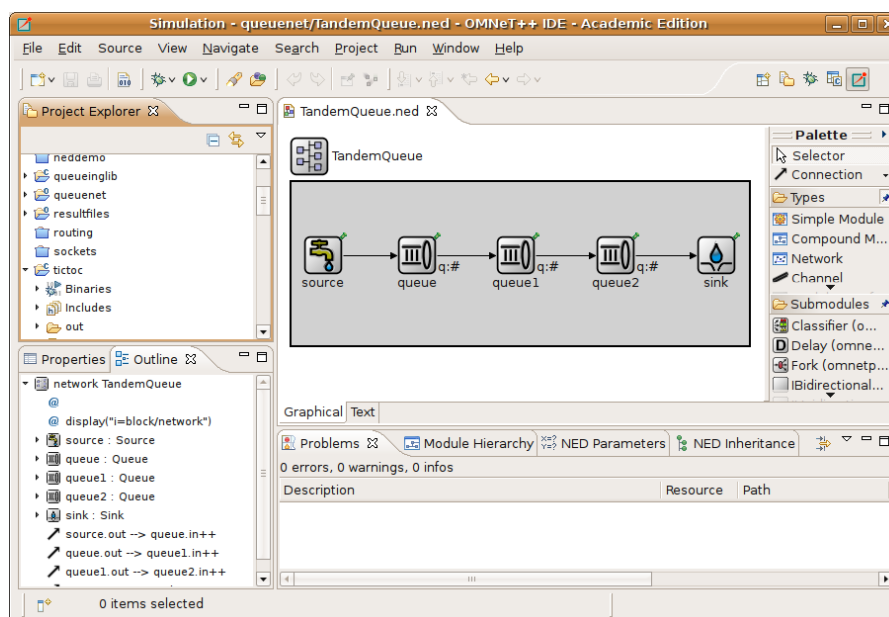 Simulation - queuenet/TandemQueue.ned - OMNeT++ IDE - Academic Edition
File Edit Source View Navigate Search Project Run Window Help
Project Explorer
neddemo
queueinglib
queuenet
resultfiles
routing
sockets
tictoc
Binaries
Includes
out
TandemQueue.ned
TandemQueue
source
queue
q:#
queue1
q:#
queue2
q:#
sink
Graphical Text
Palette
Selector
Connection
Types
Simple Module
Compound M...
Network
Channel
Submodules
Classifier (o...
Delay (omne...
Fork (omnetp...
IBidirectional...
Properties Outline
network TandemQueue
@
@ display("i=block/network")
source : Source
queue : Queue
queue1 : Queue
queue2 : Queue
sink : Sink
source.out --> queue.in++
queue.out --> queue1.in++
queue1.out --> queue2.in++
Problems Module Hierarchy NED Parameters NED Inheritance
0 errors, 0 warnings, 0 infos
Description Resource Path
0 items selected